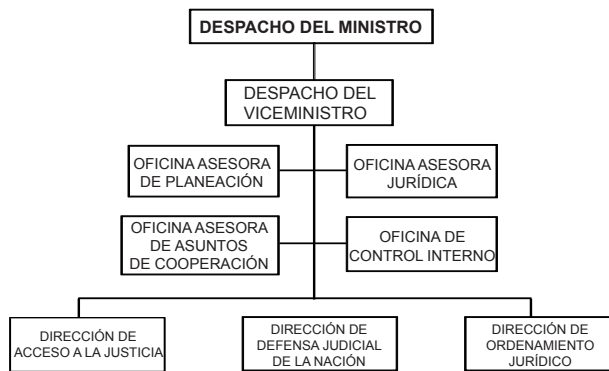 DESPACHO DEL MINISTRO
DESPACHO DEL
VICEMINISTRO
OFICINA ASESORA
DE PLANEACIÓN
OFICINA ASESORA
JURÍDICA
OFICINA ASESORA
DE ASUNTOS
DE COOPERACIÓN
OFICINA DE
CONTROL INTERNO
DIRECCIÓN DE
ACCESO A LA JUSTICIA
DIRECCIÓN DE
DEFENSA JUDICIAL
DE LA NACIÓN
DIRECCIÓN DE
ORDENAMIENTO
JURÍDICO